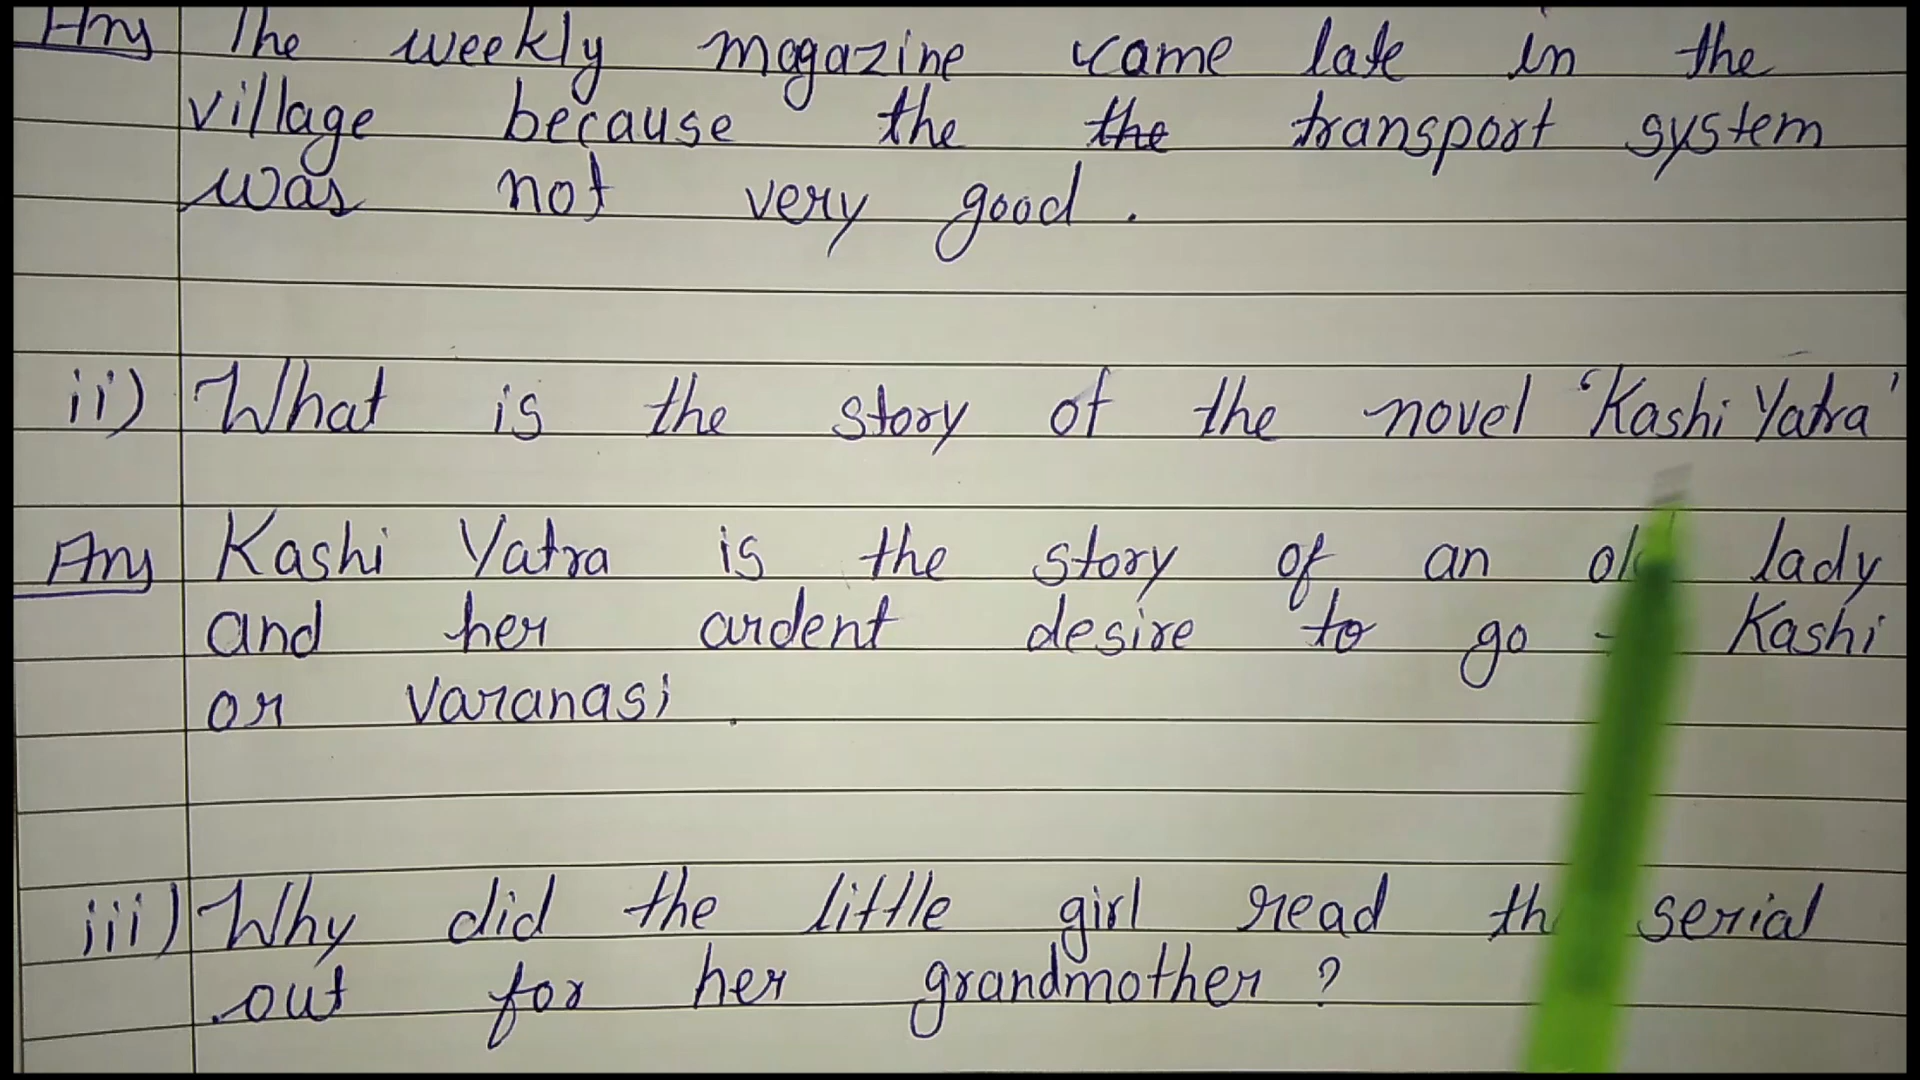 Ans The weekly magazine came late in the
village because the the transport system
was not very good.
ii) What is the story of the novel 'Kashi Yatra'
Ans Kashi Yatra is the story of an old lady
and her ardent desire to go Kashi
or varanasi.
iii) Why did the little girl read the serial
out for her grandmother?